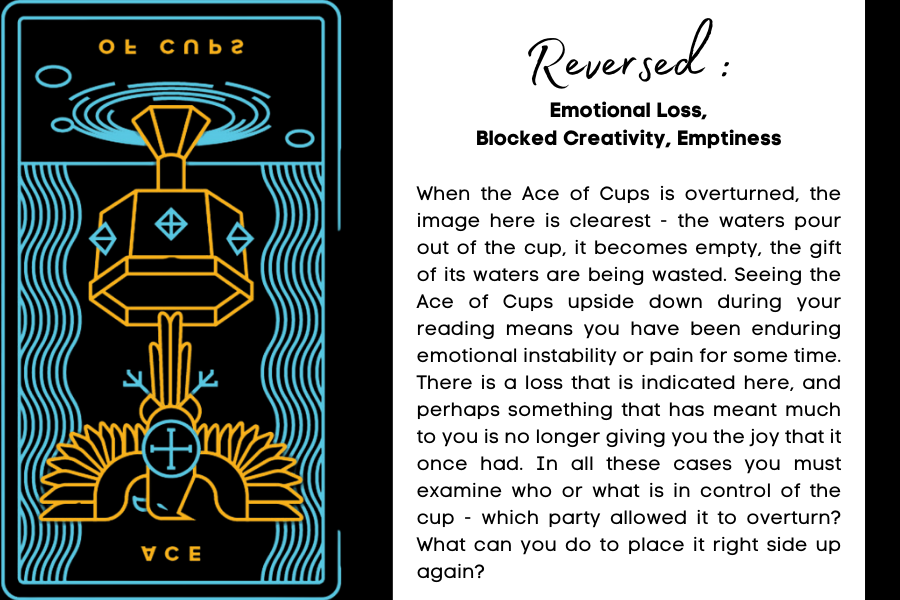 OF CUPS
ACE
Reversed :
Emotional Loss,
Blocked Creativity, Emptiness
When the Ace of Cups is overturned, the
image here is clearest - the waters pour
out of the cup, it becomes empty, the gift
of its waters are being wasted. Seeing the
Ace of Cups upside down during your
reading means you have been enduring
emotional instability or pain for some time.
There is a loss that is indicated here, and
perhaps something that has meant much
to you is no longer giving you the joy that it
once had. In all these cases you must
examine who or what is in control of the
cup - which party allowed it to overturn?
What can you do to place it right side up
again?